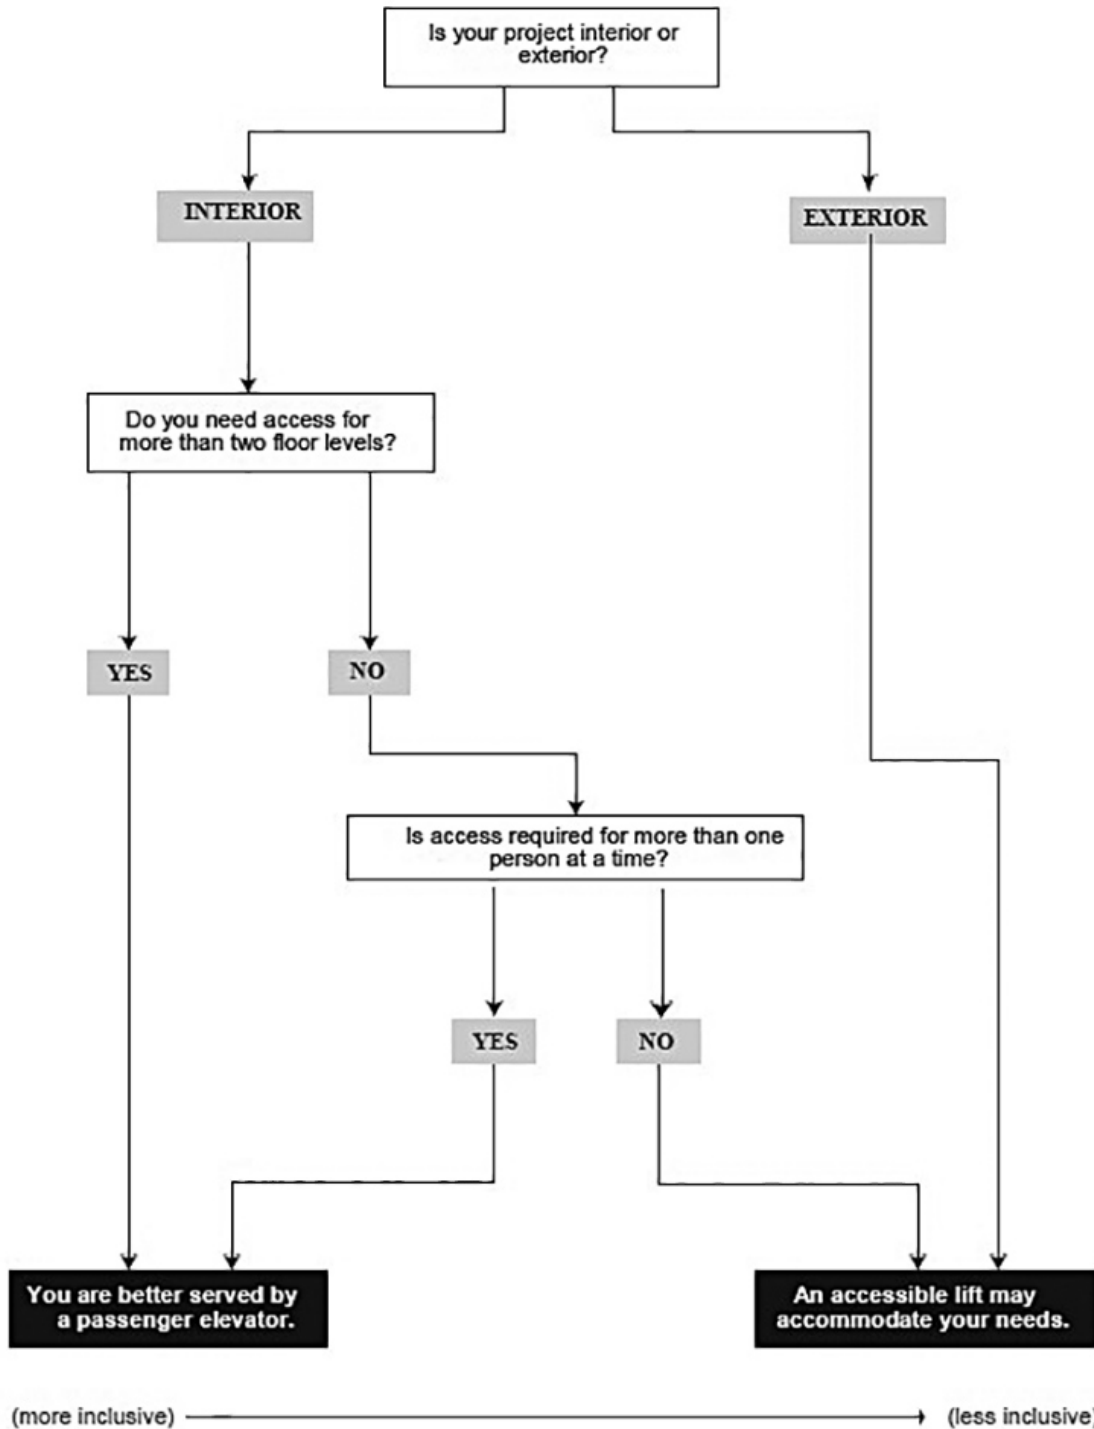 Is your project interior or
exterior?
INTERIOR
EXTERIOR
Do you need access for
more than two floor levels?
YES
NO
Is access required for more than one
person at a time?
YES
NO
You are better served by
a passenger elevator.
An accessible lift may
accommodate your needs.
(more inclusive)
(less inclusive)